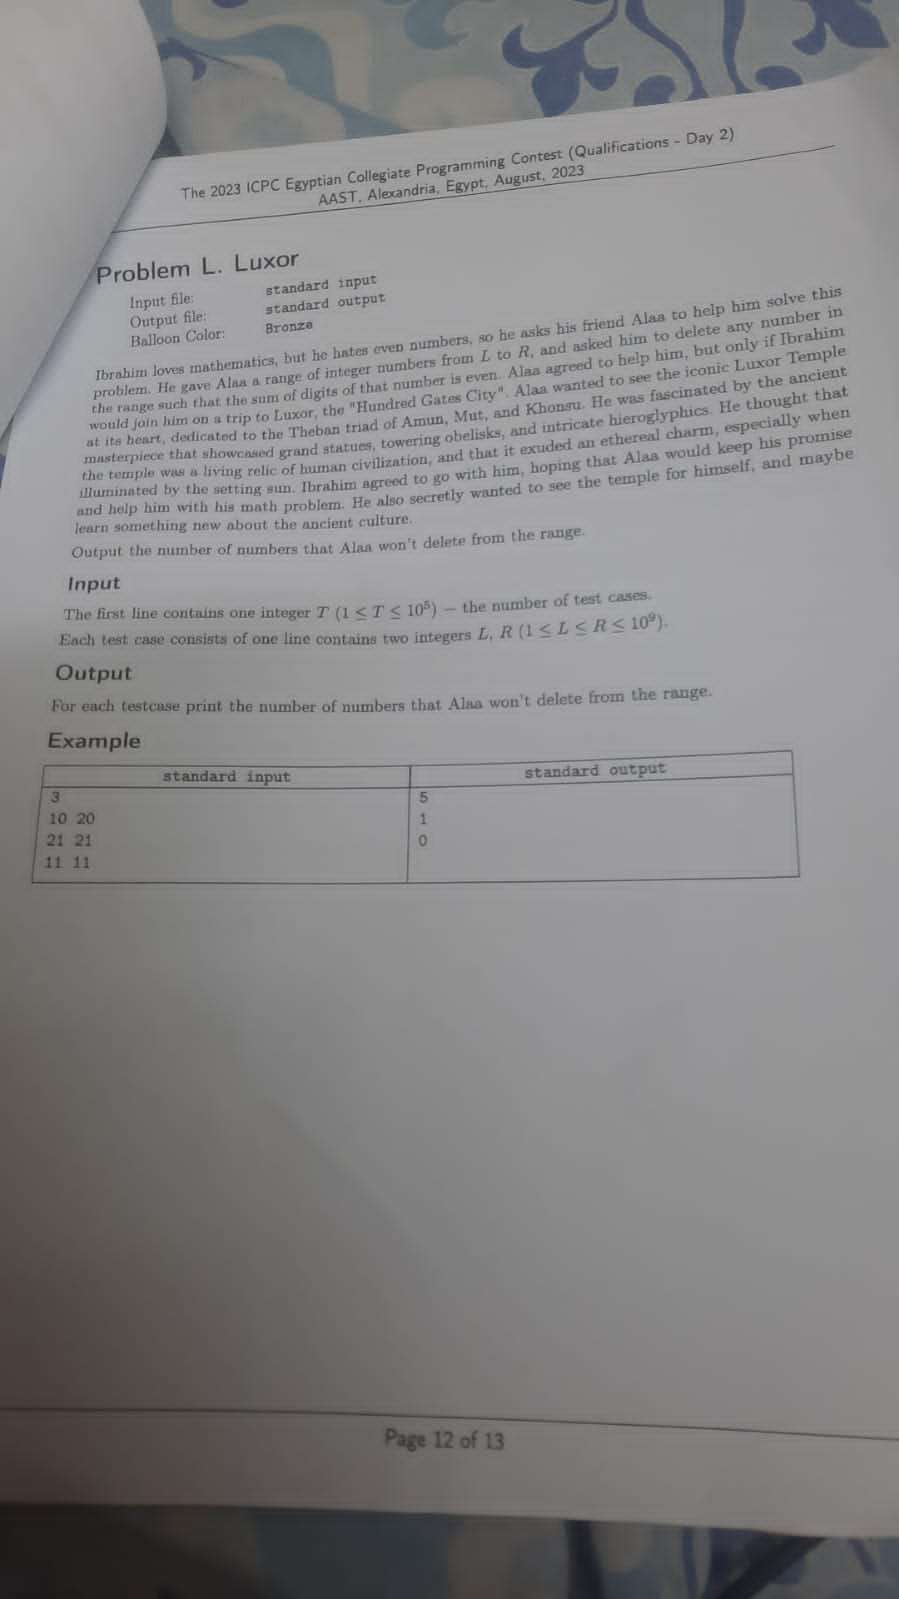 The 2023 ICPC Egyptian Collegiate Programming Contest (Qualifications - Day 2)
AAST, Alexandria, Egypt, August, 2023
Problem L. Luxor
Input file: standard input
Output file: standard output
Balloon Color: Bronze
Ibrahim loves mathematics, but he hates even numbers, so he asks his friend Alaa to help him solve this
problem. He gave Alaa a range of integer numbers from L to R, and asked him to delete any number in
the range such that the sum of digits of that number is even. Alaa agreed to help him, but only if Ibrahim
would join him on a trip to Luxor, the "Hundred Gates City". Alaa wanted to see the iconic Luxor Temple
at its heart, dedicated to the Theban triad of Amun, Mut, and Khonsu. He was fascinated by the ancient
masterpiece that showcased grand statues, towering obelisks, and intricate hieroglyphics. He thought that
the temple was a living relic of human civilization, and that it exuded an ethereal charm, especially when
illuminated by the setting sun. Ibrahim agreed to go with him, hoping that Alaa would keep his promise
and help him with his math problem. He also secretly wanted to see the temple for himself, and maybe
learn something new about the ancient culture.
Output the number of numbers that Alaa won't delete from the range.
Input
The first line contains one integer T (1 ≤ T ≤ 10⁵) – the number of test cases.
Each test case consists of one line contains two integers L, R (1 ≤ L ≤ R ≤ 10⁹).
Output
For each testcase print the number of numbers that Alaa won't delete from the range.
Example
standard input standard output
3 5
10 20 1
21 21 0
11 11
Page 12 of 13